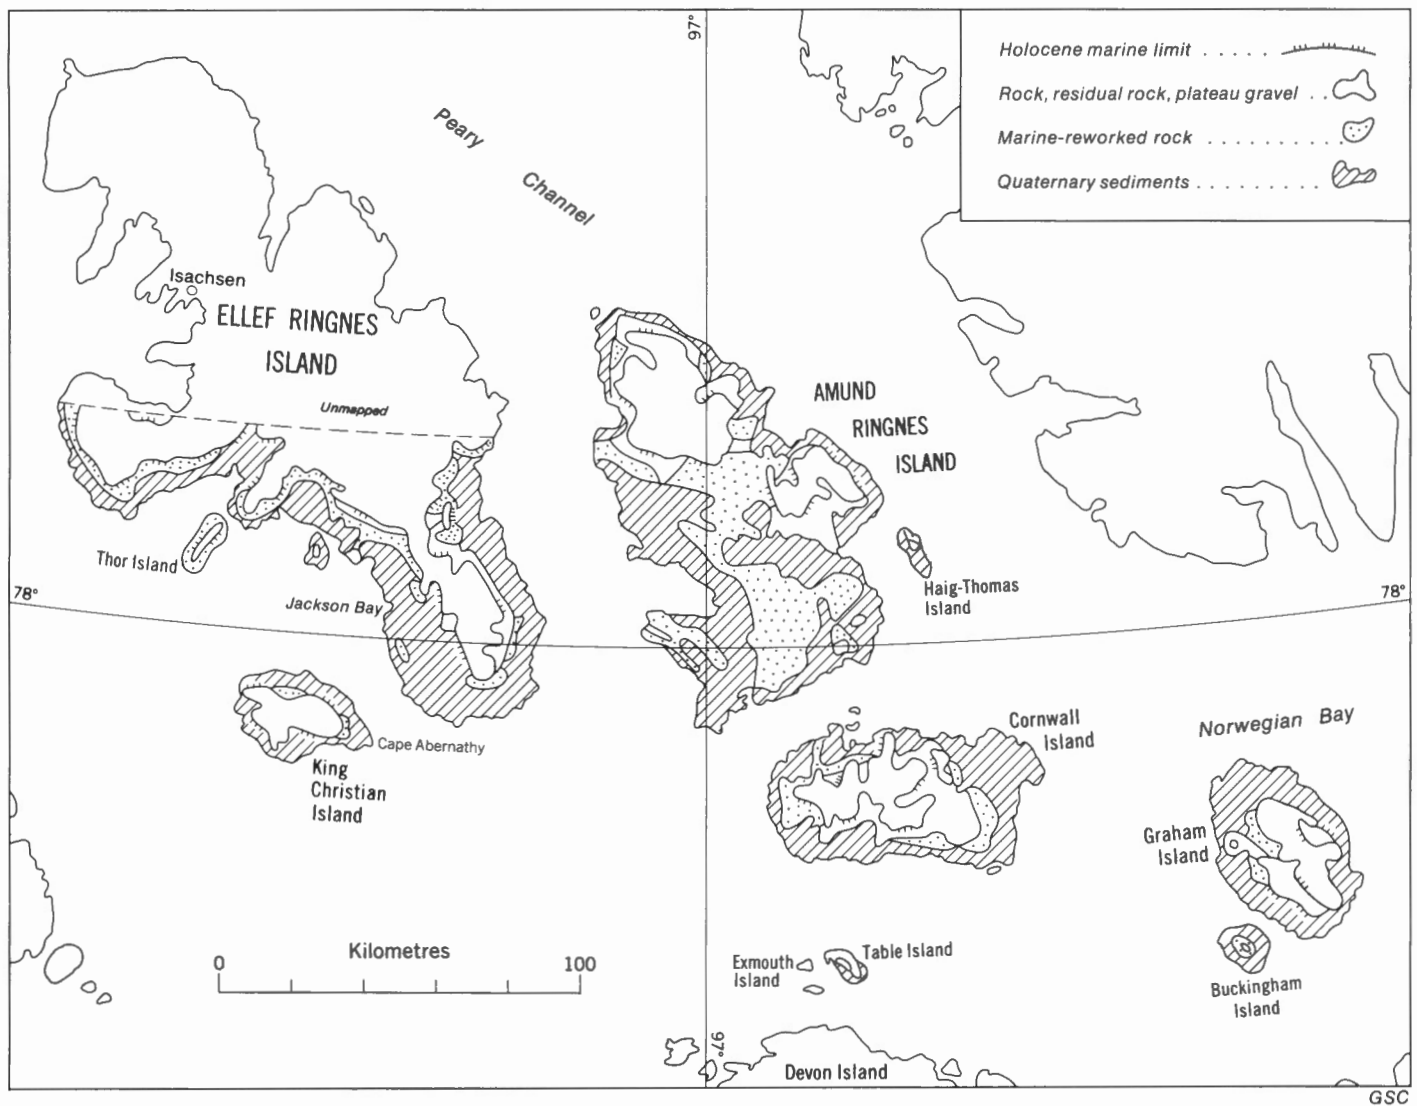 97°
Holocene marine limit . . . . .
Rock, residual rock, plateau gravel . .
Marine-reworked rock . . . . . . . . . .
Quaternary sediments . . . . . . . . .
Peary
Channel
Isachsen
ELLEF RINGNES
ISLAND
Unmapped
AMUND
RINGNES
ISLAND
Thor Island
Haig-Thomas
Island
78°
78°
Jackson Bay
Cape Abernathy
King
Christian
Island
Cornwall
Island
Norwegian Bay
Graham
Island
Kilometres
0
100
Exmouth
Island
Table Island
Buckingham
Island
97°
Devon Island
GSC